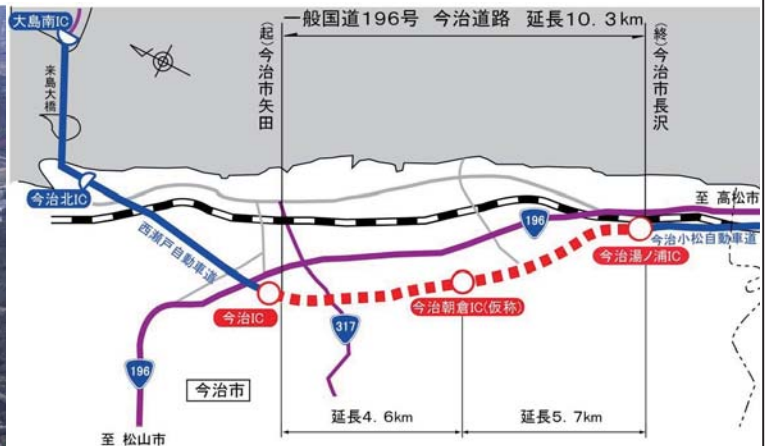 一般国道196号 今治道路 延長10.3km
大島南IC
(起)今治市矢田
(終)今治市長沢
来島大橋
今治北IC
至 高松市
196
西瀬戸自動車道
今治小松自動車道
今治湯ノ浦IC
今治IC
今治朝倉IC(仮称)
317
196
今治市
延長4.6km
延長5.7km
至 松山市